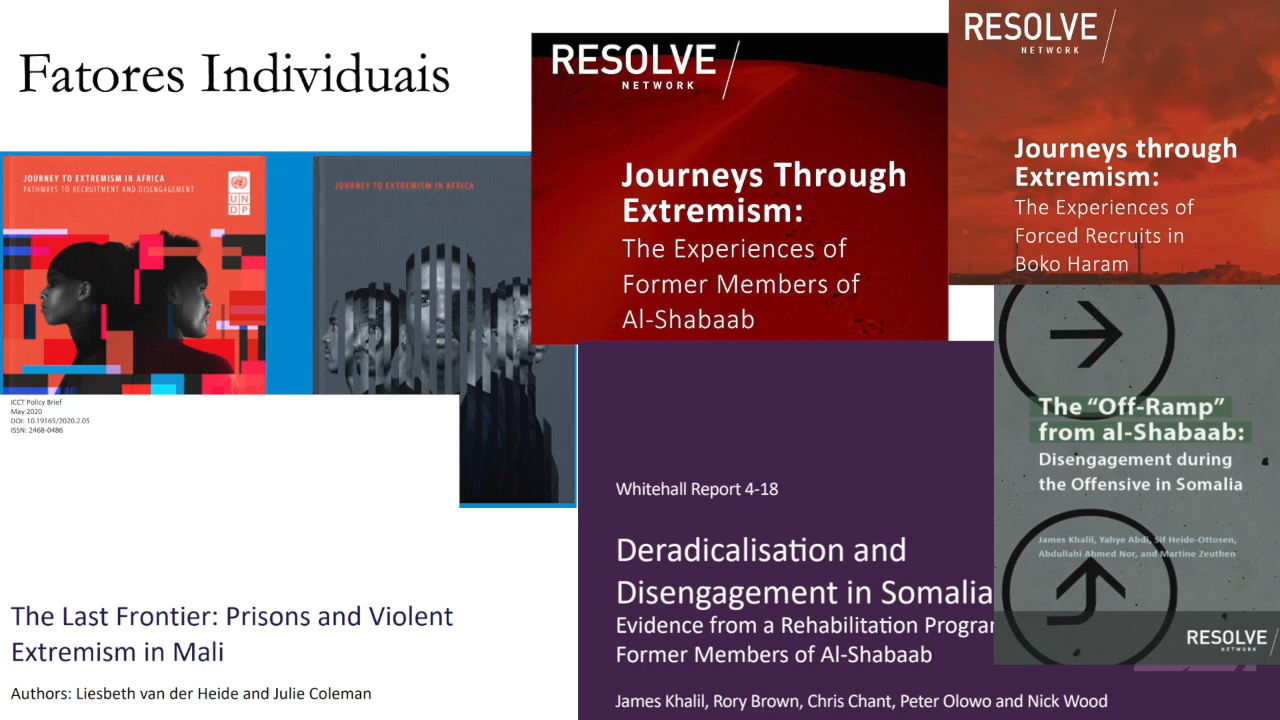 Fatores Individuais
JOURNEY TO EXTREMISM IN AFRICA
PATHWAYS TO RECRUITMENT AND DISENGAGEMENT
U N
D P
JOURNEY TO EXTREMISM IN AFRICA
RESOLVE
NETWORK
Journeys Through
Extremism:
The Experiences of
Former Members of
Al-Shabaab
RESOLVE
NETWORK
Journeys through
Extremism:
The Experiences of
Forced Recruits in
Boko Haram
ICCT Policy Brief
May 2020
DOI: 10.19165/2020.2.05
ISSN: 2468-0486
The Last Frontier: Prisons and Violent
Extremism in Mali
Authors: Liesbeth van der Heide and Julie Coleman
Whitehall Report 4-18
Deradicalisation and
Disengagement in Somalia
Evidence from a Rehabilitation Program
Former Members of Al-Shabaab
James Khalil, Rory Brown, Chris Chant, Peter Olowo and Nick Wood
The “Off-Ramp”
from al-Shabaab:
Disengagement during
the Offensive in Somalia
James Khalil, Yahye Abdi, Sif Heide-Ottosen,
Abdullahi Ahmed Nor, and Martine Zeuthen
RESOLVE
NETWORK